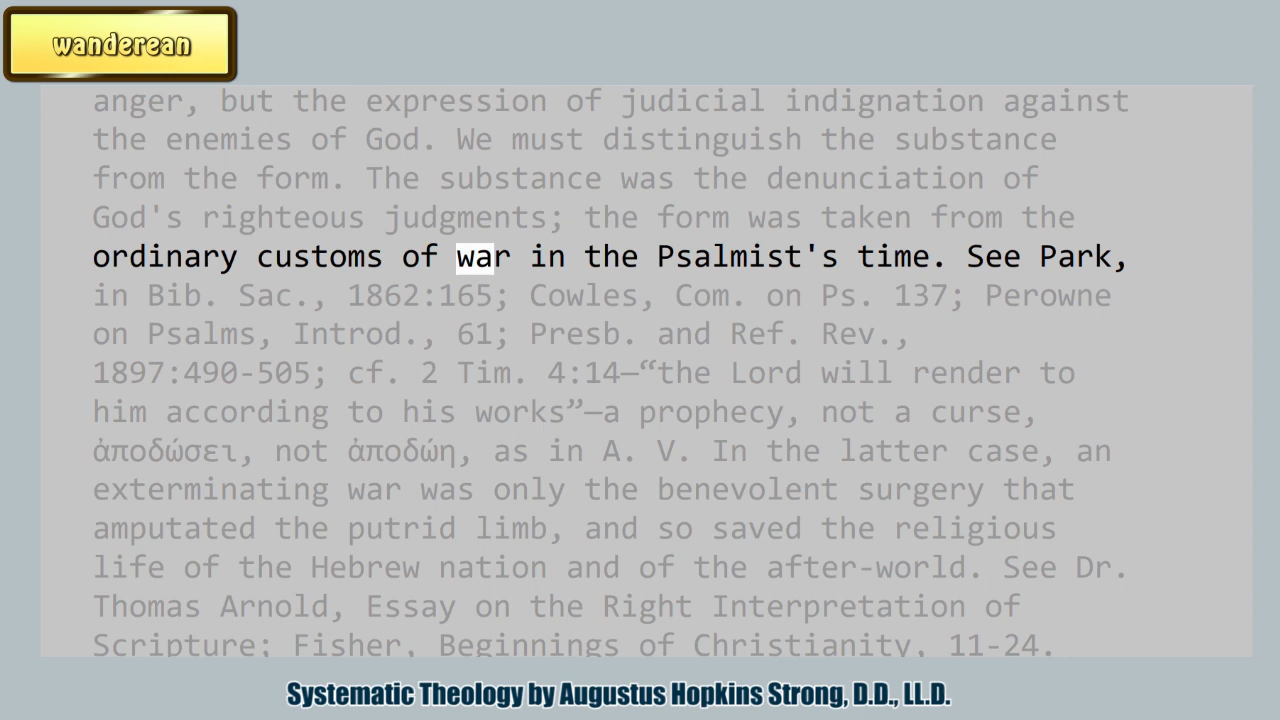 wanderean
anger, but the expression of judicial indignation against
the enemies of God. We must distinguish the substance
from the form. The substance was the denunciation of
God's righteous judgments; the form was taken from the
ordinary customs of war in the Psalmist's time. See Park,
in Bib. Sac., 1862:165; Cowles, Com. on Ps. 137; Perowne
on Psalms, Introd., 61; Presb. and Ref. Rev.,
1897:490-505; cf. 2 Tim. 4:14—“the Lord will render to
him according to his works”—a prophecy, not a curse,
ἀποδώσει, not ἀποδώη, as in A. V. In the latter case, an
exterminating war was only the benevolent surgery that
amputated the putrid limb, and so saved the religious
life of the Hebrew nation and of the after-world. See Dr.
Thomas Arnold, Essay on the Right Interpretation of
Scripture; Fisher, Beginnings of Christianity, 11-24.
Systematic Theology by Augustus Hopkins Strong, D.D., LL.D.